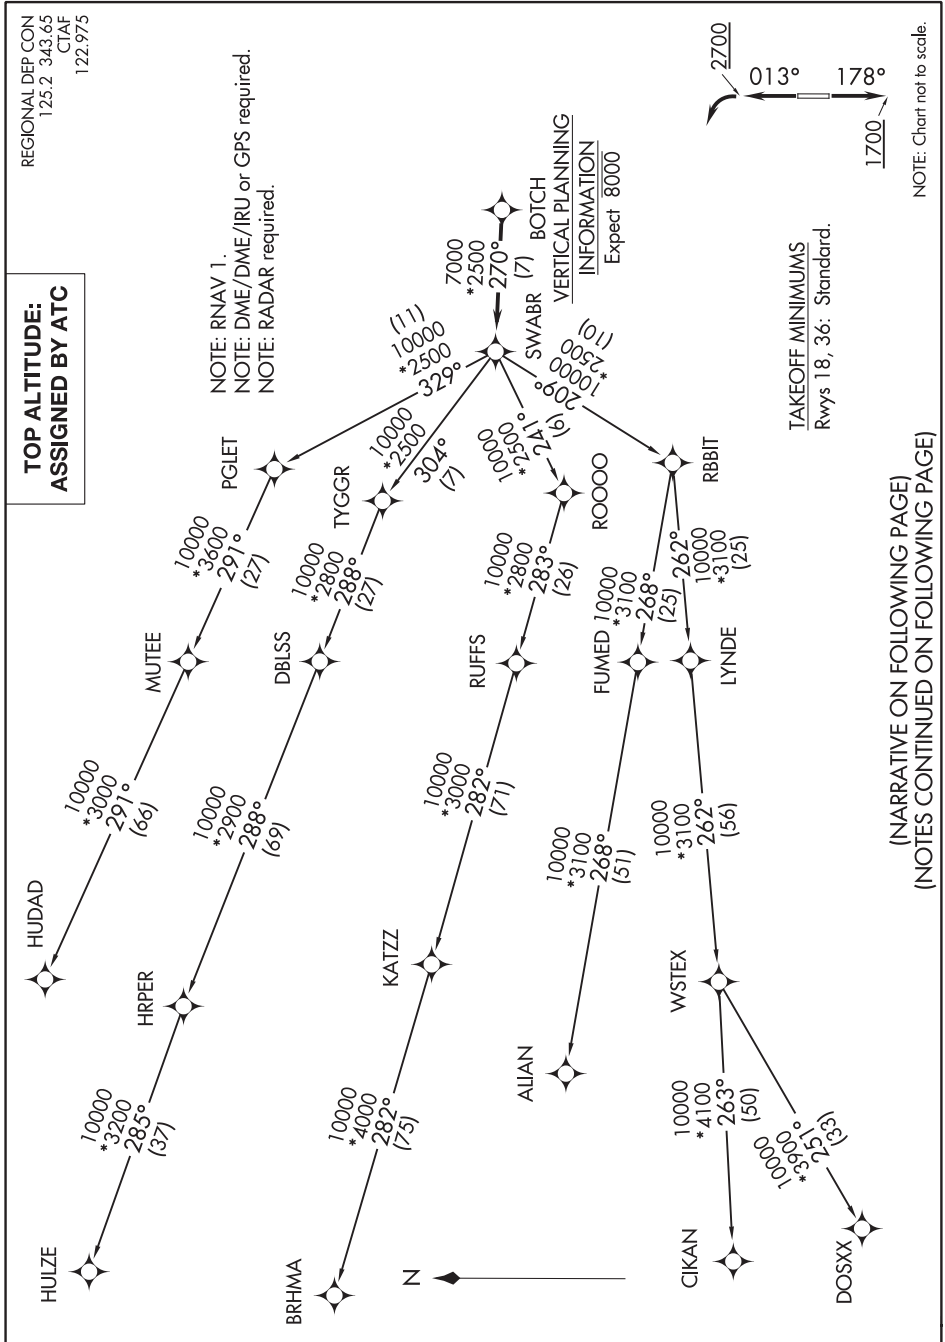 TOP ALTITUDE:
ASSIGNED BY ATC
REGIONAL DEP CON
125.2 343.65
CTAF
122.975
NOTE: RNAV 1.
NOTE: DME/DME/IRU or GPS required.
NOTE: RADAR required.
HUDAD
10000
*3000
291°
(66)
MUTEE
10000
*3600
291°
(27)
PGLET
(11)
10000
*2500
329°
HULZE
10000
*3200
285°
(37)
HRPER
10000
*2900
288°
(69)
DBLSS
10000
*2800
288°
(27)
TYGGR
10000
*2500
304°
(7)
SWABR
7000
*2500
270°
(7)
BOTCH
VERTICAL PLANNING
INFORMATION
Expect 8000
BRHMA
10000
*4000
282°
(75)
KATZZ
10000
*3000
282°
(71)
RUFFS
10000
*2800
283°
(26)
ROOOO
10000
*2500
241°
(6)
ALIAN
10000
*3100
268°
(51)
FUMED
10000
*3100
268°
(25)
RBBIT
209°
10000
*2500
(10)
CIKAN
10000
*4100
263°
(50)
WSTEX
10000
*3100
262°
(56)
LYNDE
262°
10000
*3100
(25)
DOSXX
10000
*3900
251°
(33)
N
TAKEOFF MINIMUMS
Rwys 18, 36: Standard.
2700
013°
178°
1700
NOTE: Chart not to scale.
(NARRATIVE ON FOLLOWING PAGE)
(NOTES CONTINUED ON FOLLOWING PAGE)